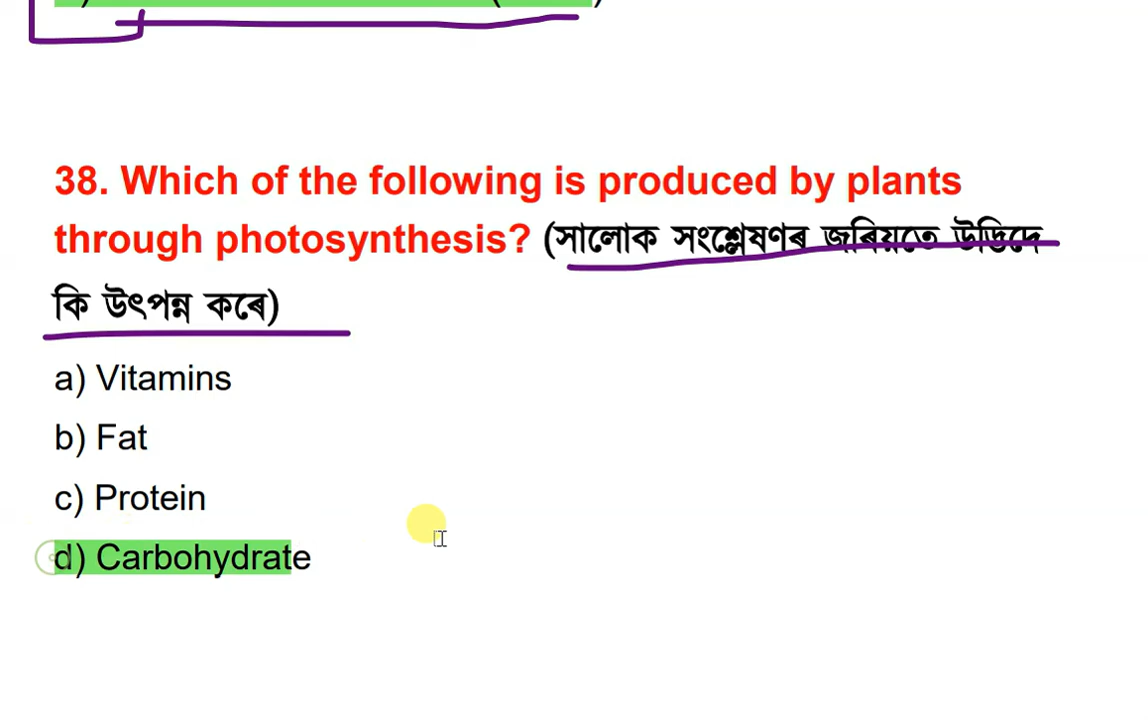 38. Which of the following is produced by plants
through photosynthesis? (সালোক সংশ্লেষণৰ জৰিয়তে উদ্ভিদে
কি উৎপন্ন কৰে)
a) Vitamins
b) Fat
c) Protein
d) Carbohydrate